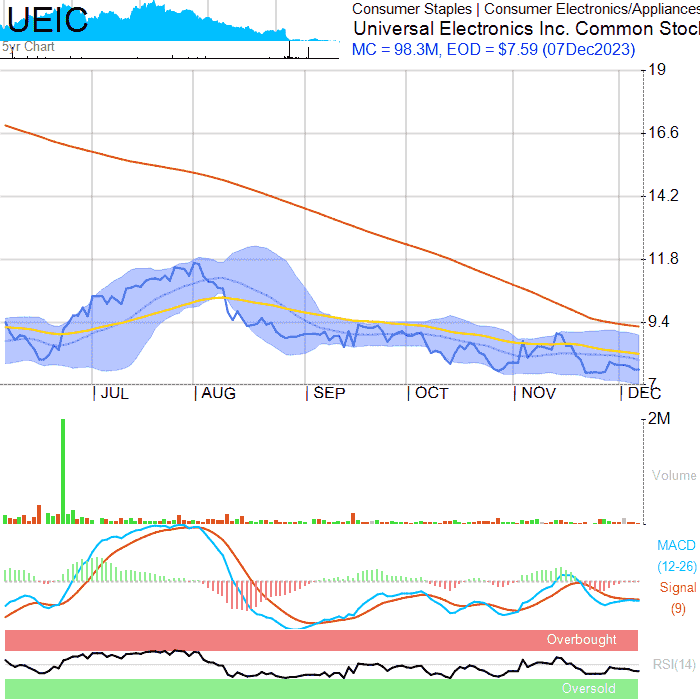 UEIC
5yr Chart
Consumer Staples | Consumer Electronics/Appliances
Universal Electronics Inc. Common Stoc
MC = 98.3M, EOD = $7.59 (07Dec2023)
19
16.6
14.2
11.8
9.4
7
JUL AUG SEP OCT NOV DEC
2M
Volume
MACD
(12-26)
Signal
(9)
Overbought
RSI(14)
Oversold